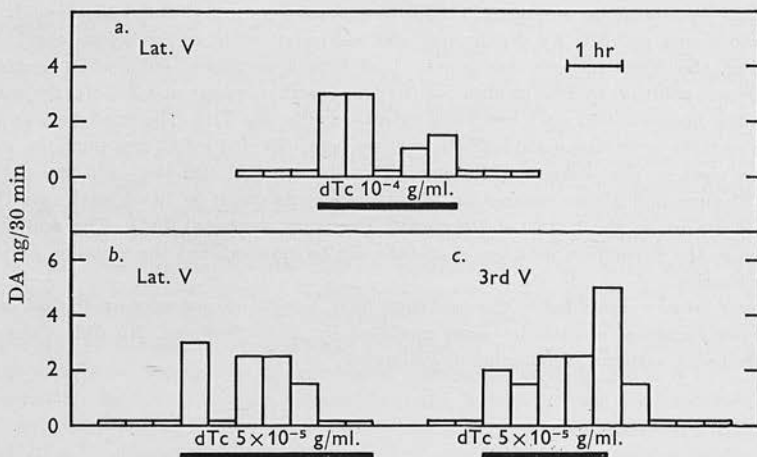 a.
Lat. V
1 hr
4
2
0
dTc 10⁻⁴ g/ml.
DA ng/30 min
b.
Lat. V
c.
3rd V
6
4
2
0
dTc 5×10⁻⁵ g/ml.
dTc 5×10⁻⁵ g/ml.